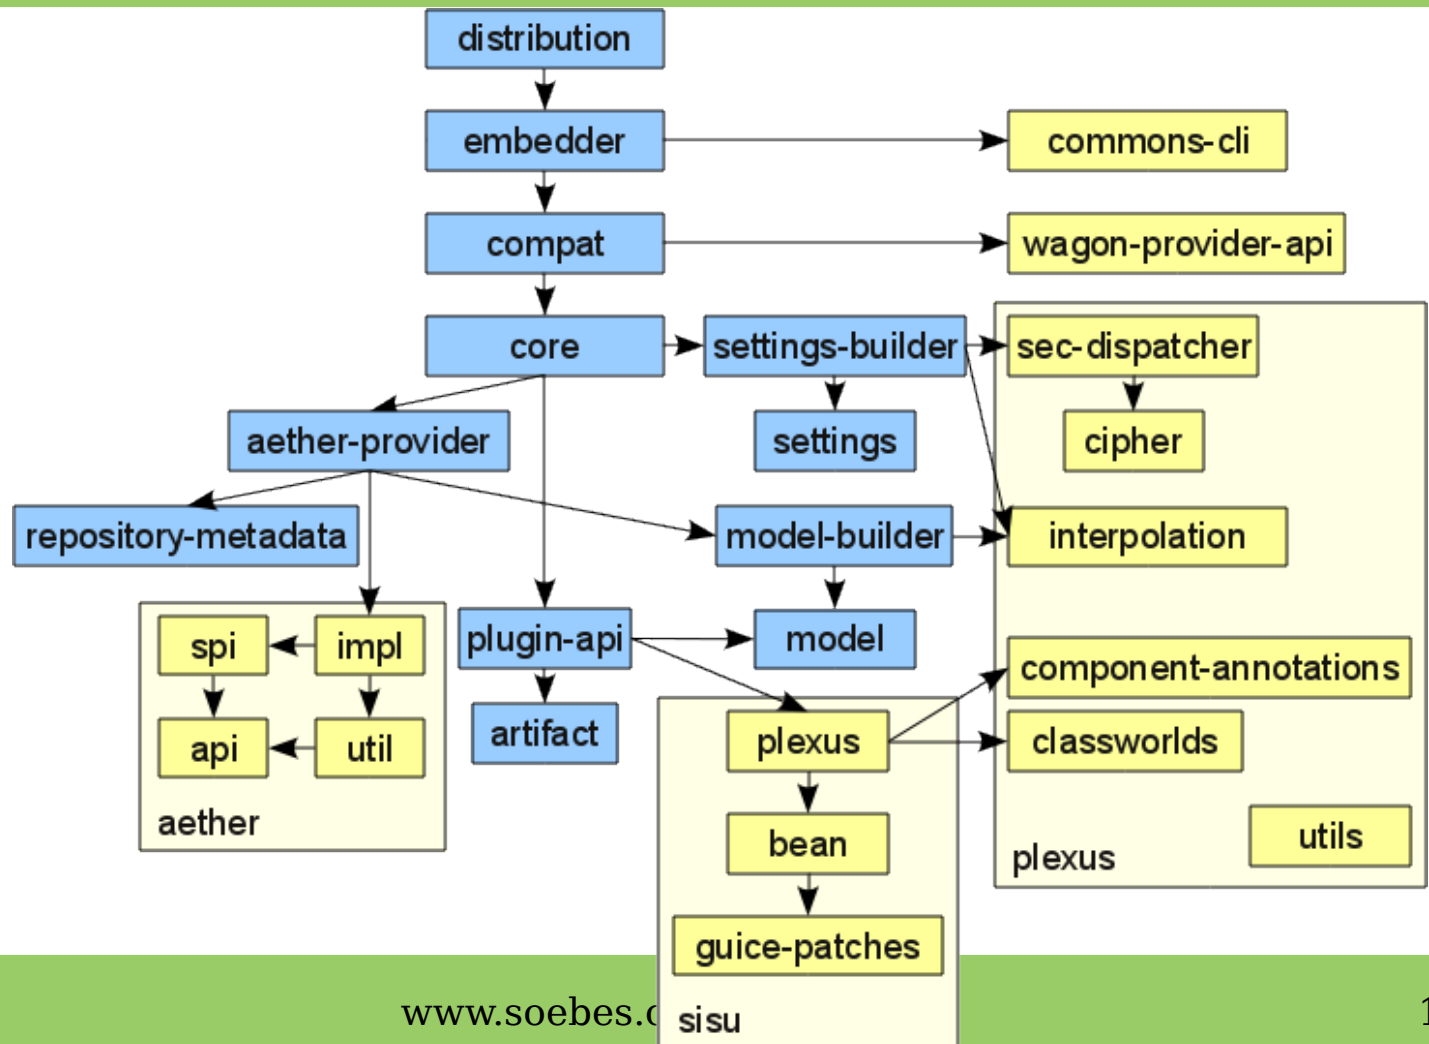 distribution
embedder
commons-cli
compat
wagon-provider-api
core
settings-builder
sec-dispatcher
aether-provider
settings
cipher
repository-metadata
model-builder
interpolation
spi
impl
plugin-api
model
component-annotations
api
util
artifact
plexus
classworlds
aether
bean
utils
plexus
guice-patches
www.soebes.
sisu
1